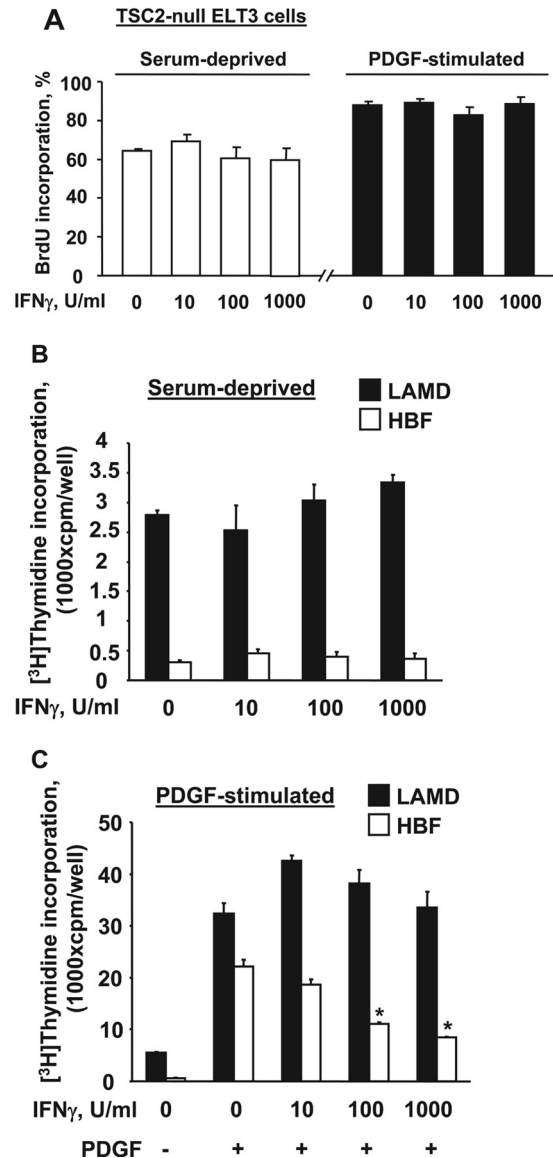 A
TSC2-null ELT3 cells
Serum-deprived
PDGF-stimulated
BrdU incorporation, %
100
80
60
40
20
0
IFNγ, U/ml 0 10 100 1000 0 10 100 1000
B
Serum-deprived
LAMD
HBF
[³H]Thymidine incorporation,
(1000xcpm/well)
4
3.5
3
2.5
2
1.5
1
0.5
0
IFNγ, U/ml 0 10 100 1000
C
PDGF-stimulated
LAMD
HBF
[³H]Thymidine incorporation,
(1000xcpm/well)
50
40
30
20
10
0
* *
IFNγ, U/ml 0 0 10 100 1000
PDGF - + + + +